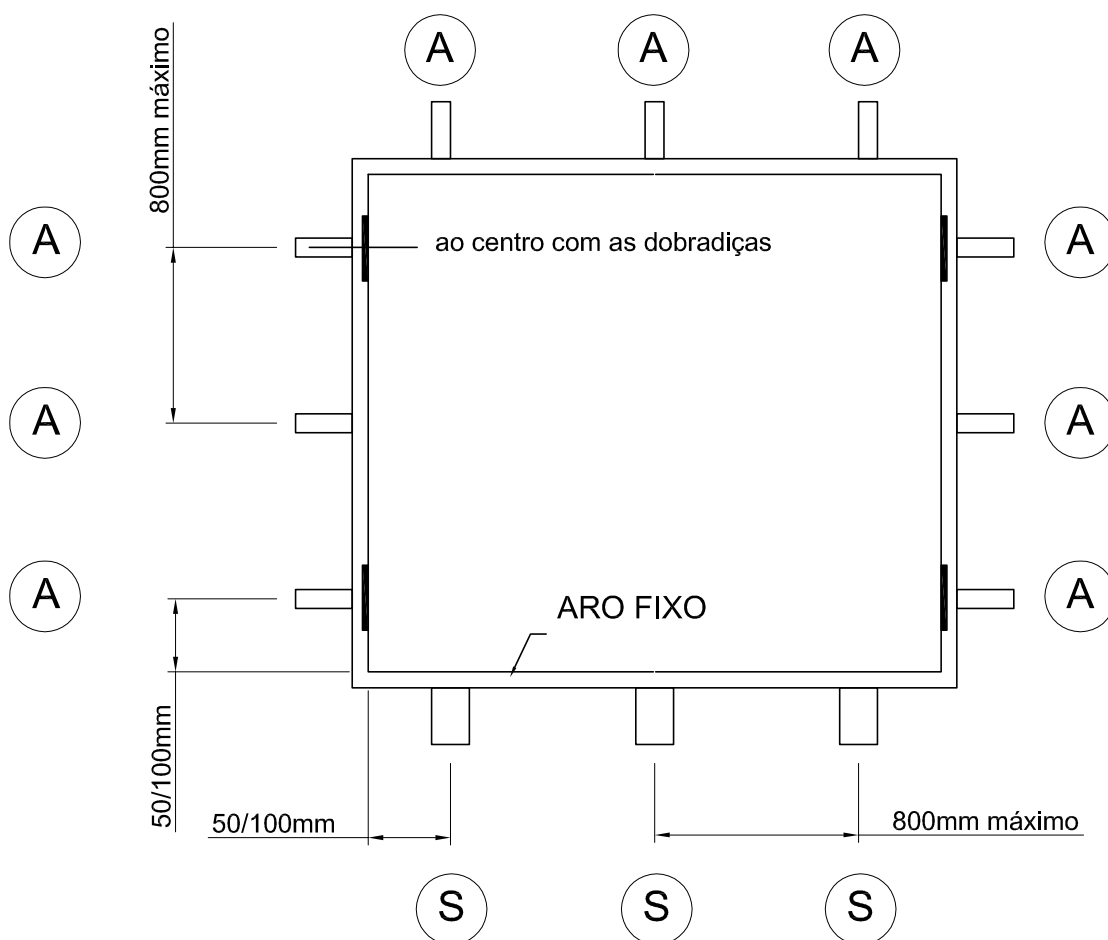 A A A
800mm máximo
A ao centro com as dobradiças A
A A
A A
ARO FIXO
50/100mm
50/100mm
800mm máximo
S S S